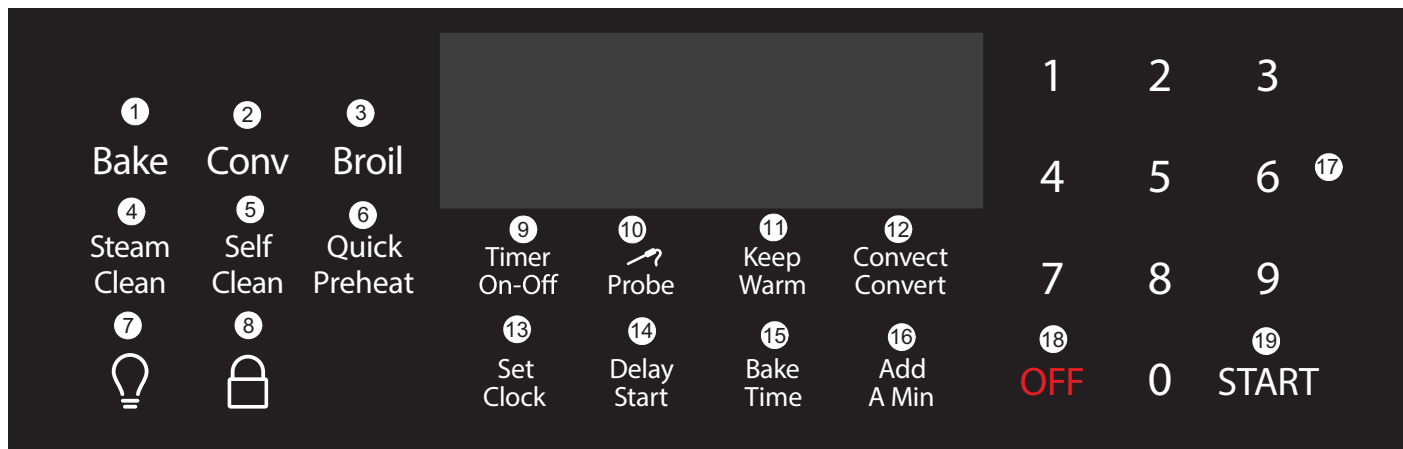 1 2 3
1 2 3
Bake Conv Broil
4 5 6 17
4 5 6
Steam Self Quick
Clean Clean Preheat
9 10 11 12
Timer Keep Convect
On-Off Probe Warm Convert
7 8 9
7 8
13 14 15 16
18 19
Set Delay Bake Add
Clock Start Time A Min
OFF 0 START